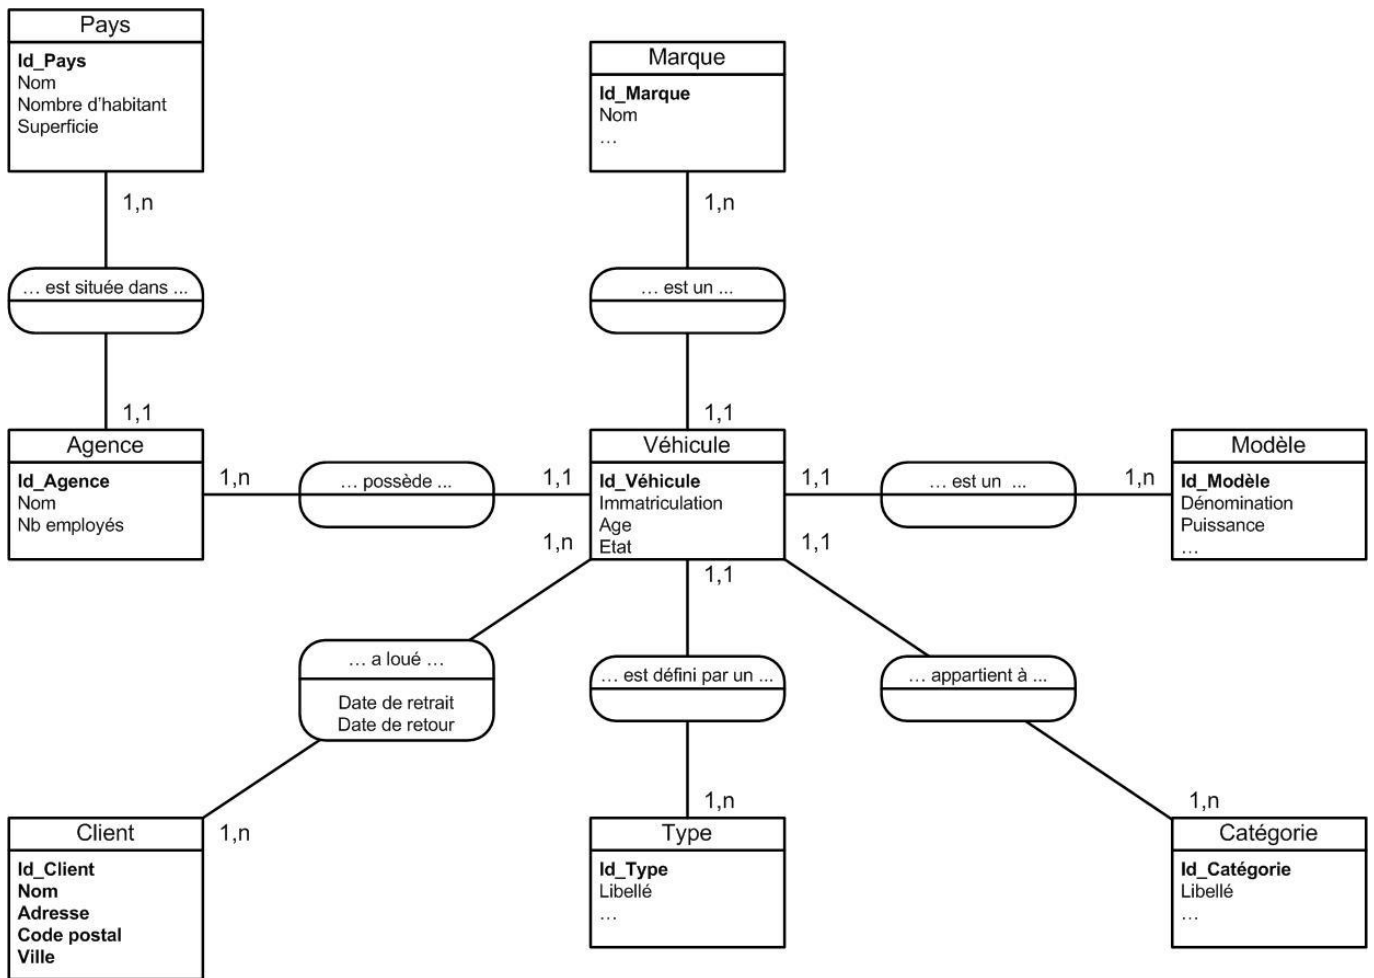 Pays
Id_Pays
Nom
Nombre d'habitant
Superficie
1,n
… est située dans ...
1,1
Marque
Id_Marque
Nom
…
1,n
… est un ...
1,1
Agence
Id_Agence
Nom
Nb employés
1,n
… possède ...
1,1
Véhicule
Id_Véhicule
Immatriculation
Age
Etat
1,1
… est un ...
1,n
Modèle
Id_Modèle
Dénomination
Puissance
…
1,n
1,1
1,1
… a loué …
Date de retrait
Date de retour
… est défini par un ...
… appartient à ...
1,n
1,n
1,n
Client
Id_Client
Nom
Adresse
Code postal
Ville
Type
Id_Type
Libellé
…
Catégorie
Id_Catégorie
Libellé
…